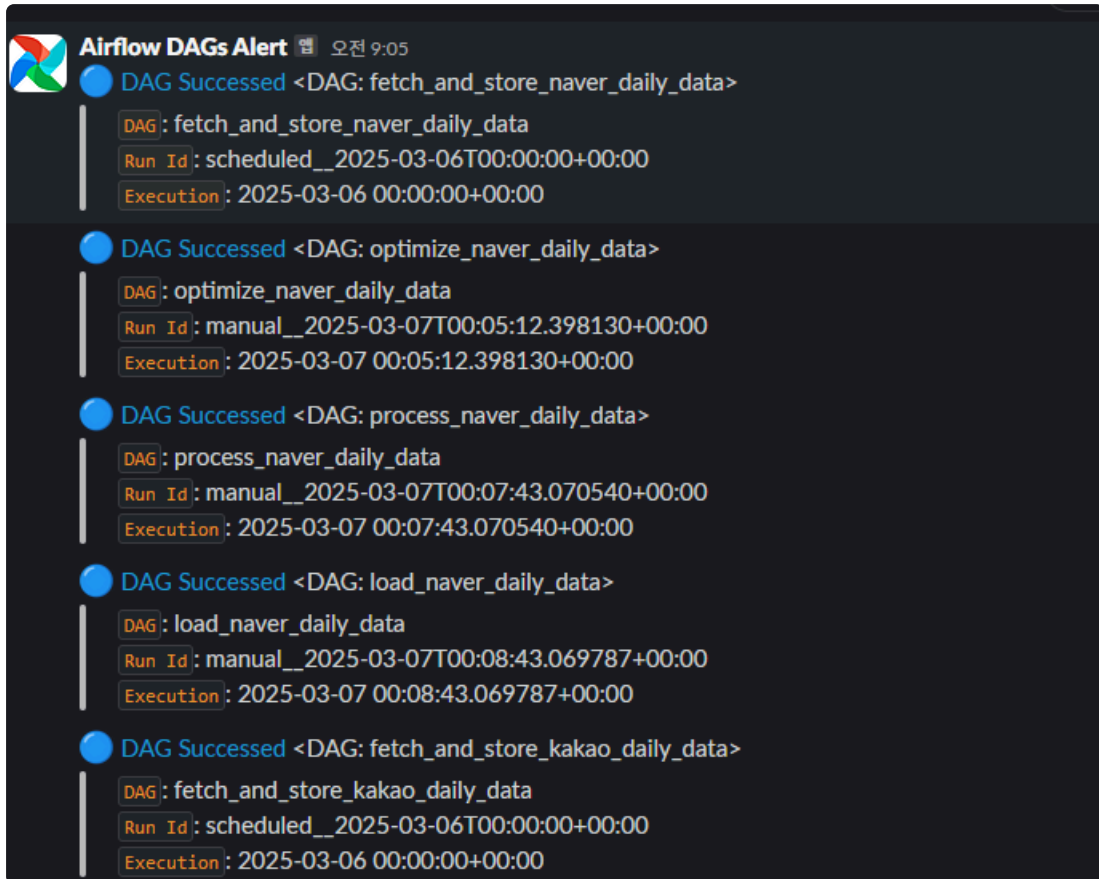 Airflow DAGs Alert 앱 오전 9:05
DAG Successed <DAG: fetch_and_store_naver_daily_data>
DAG: fetch_and_store_naver_daily_data
Run Id: scheduled__2025-03-06T00:00:00+00:00
Execution: 2025-03-06 00:00:00+00:00
DAG Successed <DAG: optimize_naver_daily_data>
DAG: optimize_naver_daily_data
Run Id: manual__2025-03-07T00:05:12.398130+00:00
Execution: 2025-03-07 00:05:12.398130+00:00
DAG Successed <DAG: process_naver_daily_data>
DAG: process_naver_daily_data
Run Id: manual__2025-03-07T00:07:43.070540+00:00
Execution: 2025-03-07 00:07:43.070540+00:00
DAG Successed <DAG: load_naver_daily_data>
DAG: load_naver_daily_data
Run Id: manual__2025-03-07T00:08:43.069787+00:00
Execution: 2025-03-07 00:08:43.069787+00:00
DAG Successed <DAG: fetch_and_store_kakao_daily_data>
DAG: fetch_and_store_kakao_daily_data
Run Id: scheduled__2025-03-06T00:00:00+00:00
Execution: 2025-03-06 00:00:00+00:00